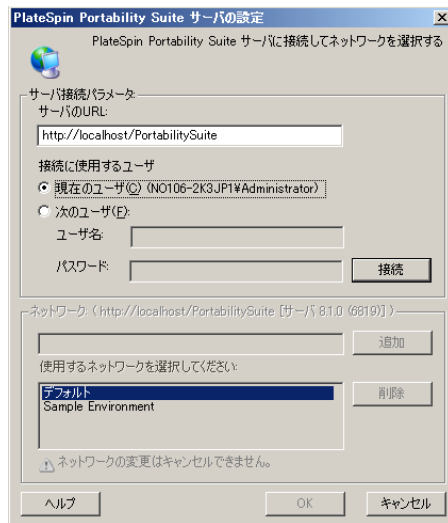 PlateSpin Portability Suite サーバの設定
PlateSpin Portability Suite サーバに接続してネットワークを選択する
サーバ接続パラメータ:
サーバのURL:
http://localhost/PortabilitySuite
接続に使用するユーザ
現在のユーザ(C) (NO106-2K3JP1¥Administrator)
次のユーザ(F):
ユーザ名:
パスワード:
接続
ネットワーク: ( http://localhost/PortabilitySuite [サーバ 8.1.0 (6819)] )
追加
使用するネットワークを選択してください:
デフォルト
削除
Sample Environment
ネットワークの変更はキャンセルできません。
ヘルプ
OK
キャンセル